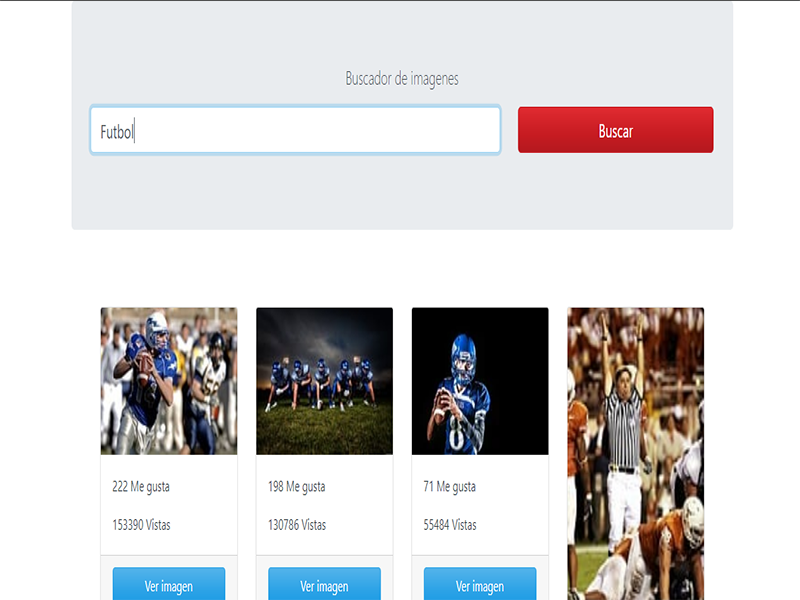 Buscador de imagenes
Futbol
Buscar
222 Me gusta
153390 Vistas
Ver imagen
198 Me gusta
130786 Vistas
Ver imagen
71 Me gusta
55484 Vistas
Ver imagen